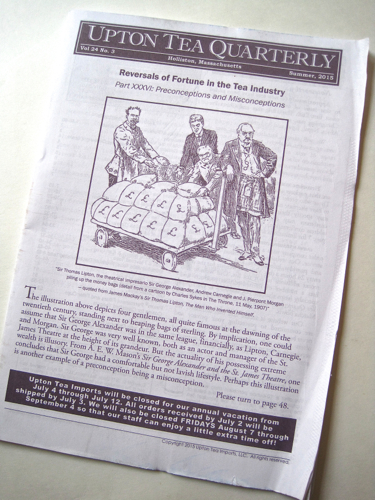 UPTON TEA QUARTERLY
Vol 24 No. 3
Holliston, Massachusetts
Summer, 2015
Reversals of Fortune in the Tea Industry
Part XXXVI: Preconceptions and Misconceptions
"Sir Thomas Lipton, the theatrical impresario Sir George Alexander, Andrew Carnegie and J. Pierpont Morgan
piling up the money bags (detail from a cartoon by Charles Sykes in The Throne, 11 May, 1907)"
—quoted from James Mackay's Sir Thomas Lipton: The Man Who Invented Himself.
The illustration above depicts four gentlemen, all quite famous at the dawning of the
twentieth century, standing next to heaping bags of sterling. By implication, one could
assume that Sir George Alexander was in the same league, financially, as Lipton, Carnegie,
and Morgan. Sir George was very well known, both as an actor and manager of the St.
James Theatre at the height of its grandeur. But the actuality of his possessing extreme
wealth is illusory. From A. E. W. Mason's Sir George Alexander and the St. James Theatre, one
concludes that Sir George had a comfortable but not lavish lifestyle. Perhaps this illustration
is another example of a preconception being a misconception.
Please turn to page 48.
Upton Tea Imports will be closed for our annual vacation from
July 4 through July 12. All orders received by July 2 will be
shipped by July 3. We will also be closed FRIDAYS August 7 through
September 4 so that our staff can enjoy a little extra time off!
Copyright 2015 Upton Tea Imports, LLC. All rights reserved.